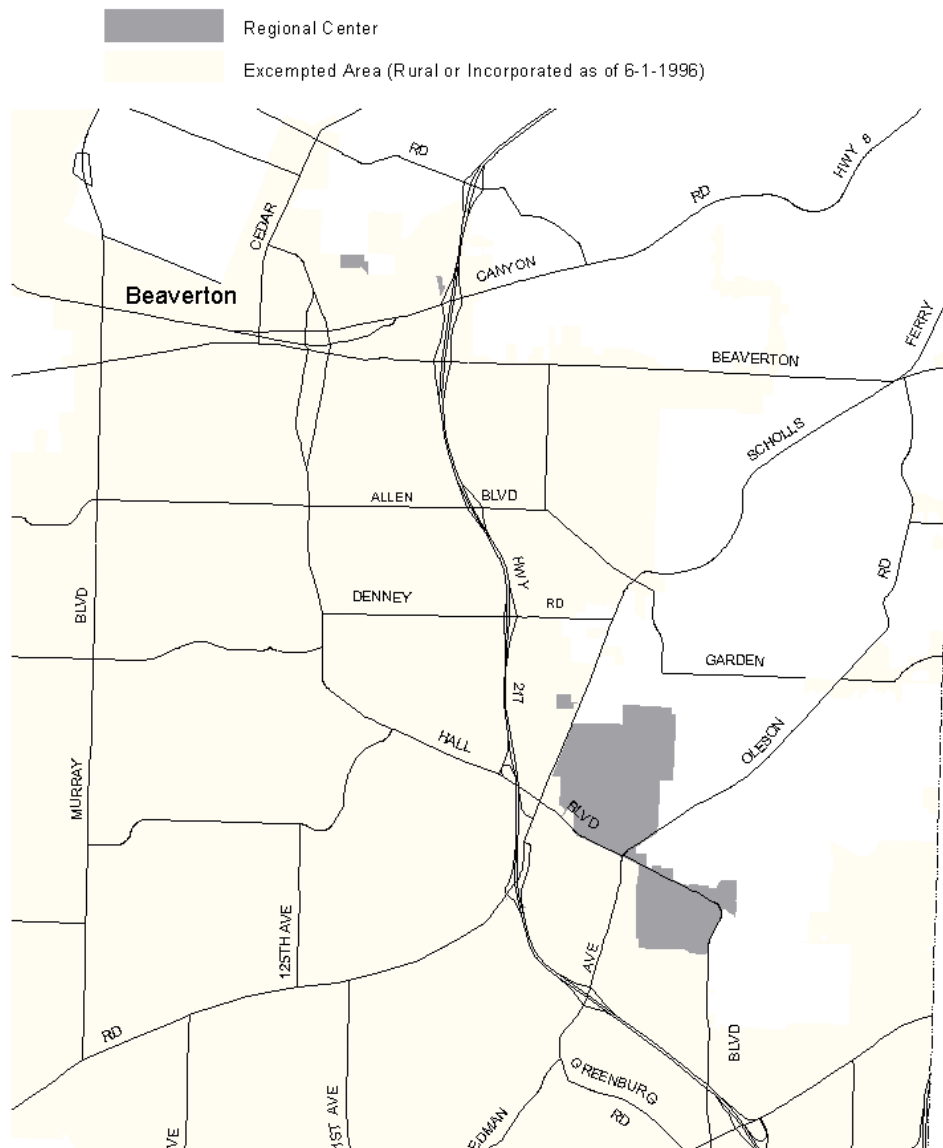 Regional Center
Excempted Area (Rural or Incorporated as of 6-1-1996)
RD
HWY 8
RD
CEDAR
CANYON
Beaverton
FERRY
BEAVERTON
SCHOLLS
ALLEN
BLVD
HWY
RD
BLVD
DENNEY
RD
GARDEN
217
HALL
OLESON
MURRAY
BLVD
125TH AVE
AVE
RD
BLVD
GREENBURG
RD
AVE